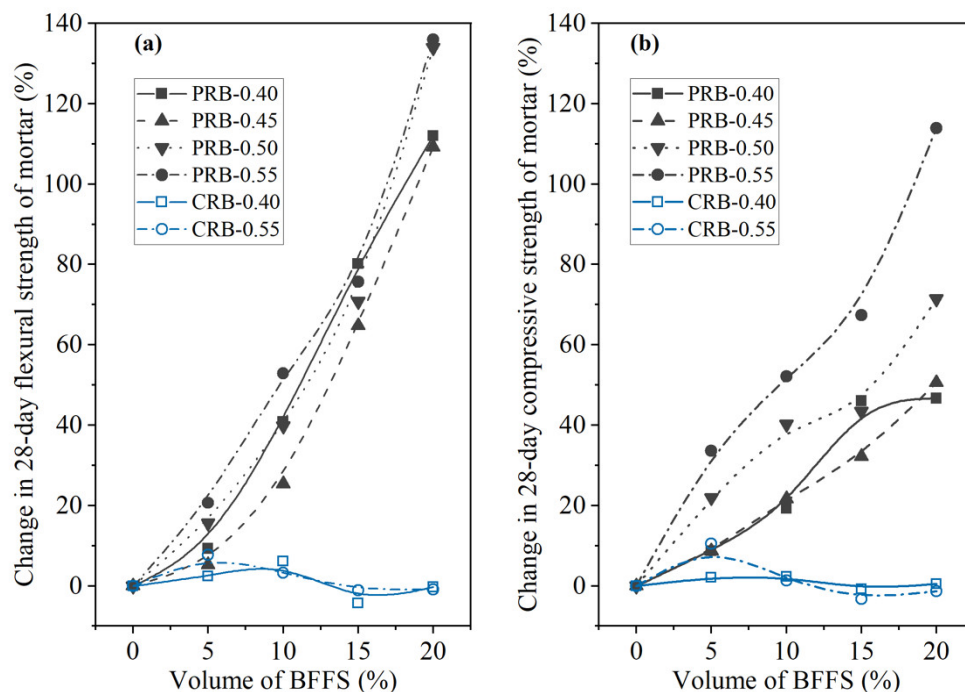 (a)
PRB-0.40
PRB-0.45
PRB-0.50
PRB-0.55
CRB-0.40
CRB-0.55
Change in 28-day flexural strength of mortar (%)
140
120
100
80
60
40
20
0
0 5 10 15 20
Volume of BFFS (%)
(b)
PRB-0.40
PRB-0.45
PRB-0.50
PRB-0.55
CRB-0.40
CRB-0.55
Change in 28-day compressive strength of mortar (%)
140
120
100
80
60
40
20
0
0 5 10 15 20
Volume of BFFS (%)